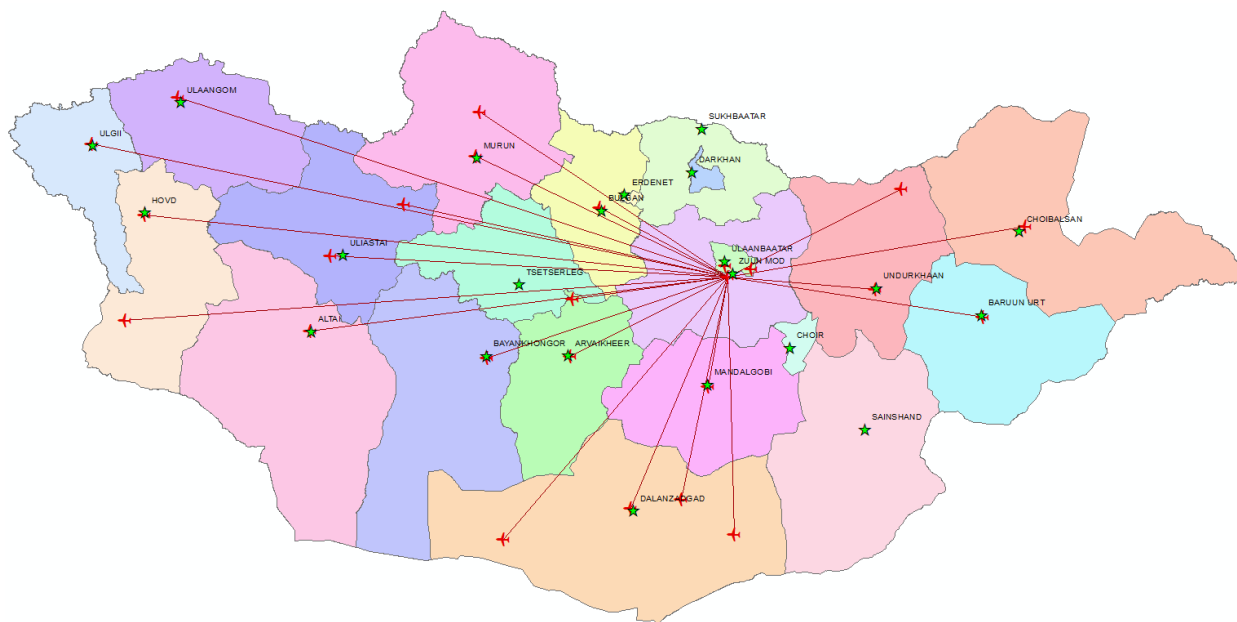 ULAANGOM
SUKHBAATAR
ULGII
MURUN
DARKHAN
ERDENET
BULGAN
HOVD
CHOIBALSAN
ULIASTAI
ULAANBAATAR
ZUUN MOD
TSETSERLEG
UNDURKHAAN
BARUUN URT
ALTAI
CHOIR
BAYANKHONGOR
ARVAIKHEER
MANDALGOBI
SAINSHAND
DALANZADGAD